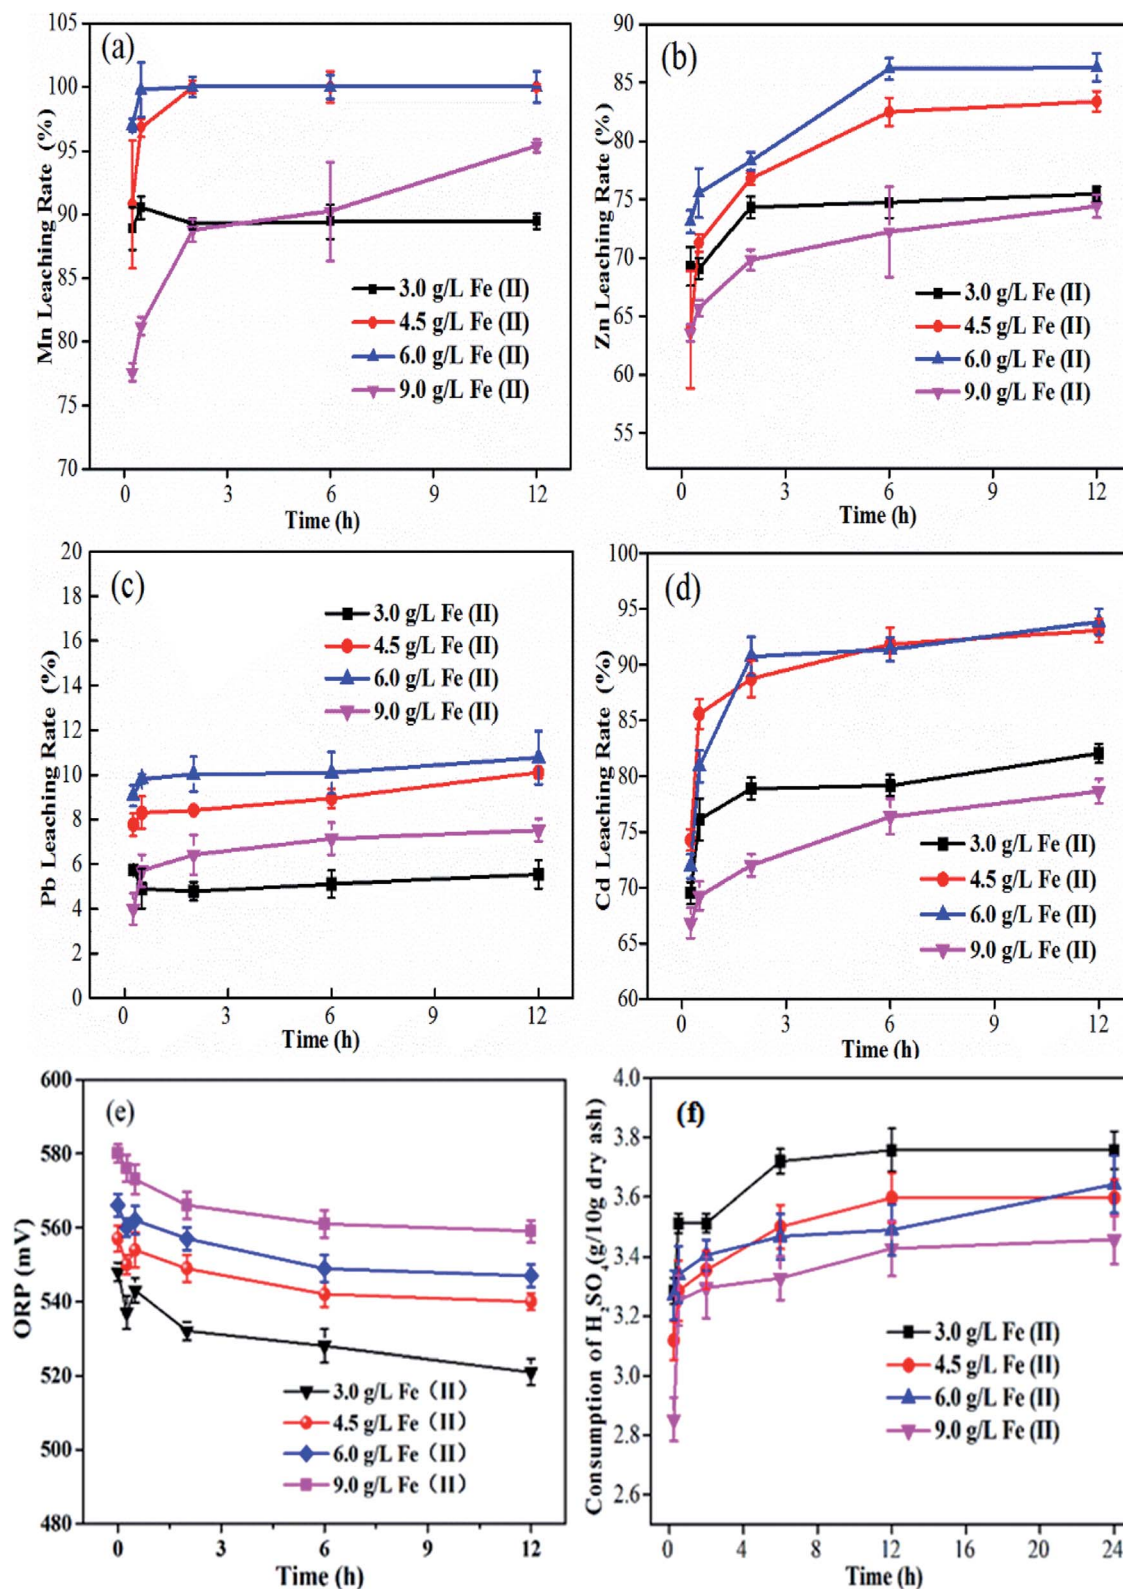 (a)
Mn Leaching Rate (%)
105
100
95
90
85
80
75
70
3.0 g/L Fe (II)
4.5 g/L Fe (II)
6.0 g/L Fe (II)
9.0 g/L Fe (II)
0 3 6 9 12
Time (h)
(b)
Zn Leaching Rate (%)
90
85
80
75
70
65
60
55
3.0 g/L Fe (II)
4.5 g/L Fe (II)
6.0 g/L Fe (II)
9.0 g/L Fe (II)
0 3 6 9 12
Time (h)
(c)
Pb Leaching Rate (%)
20
18
16
14
12
10
8
6
4
2
0
3.0 g/L Fe (II)
4.5 g/L Fe (II)
6.0 g/L Fe (II)
9.0 g/L Fe (II)
0 3 6 9 12
Time (h)
(d)
Cd Leaching Rate (%)
100
95
90
85
80
75
70
65
60
3.0 g/L Fe (II)
4.5 g/L Fe (II)
6.0 g/L Fe (II)
9.0 g/L Fe (II)
0 3 6 9 12
Time (h)
(e)
ORP (mV)
600
580
560
540
520
500
480
3.0 g/L Fe（II）
4.5 g/L Fe（II）
6.0 g/L Fe（II）
9.0 g/L Fe（II）
0 3 6 9 12
Time (h)
(f)
Consumption of H₂SO₄(g/10g dry ash)
4.0
3.8
3.6
3.4
3.2
3.0
2.8
2.6
3.0 g/L Fe (II)
4.5 g/L Fe (II)
6.0 g/L Fe (II)
9.0 g/L Fe (II)
0 4 8 12 16 20 24
Time (h)